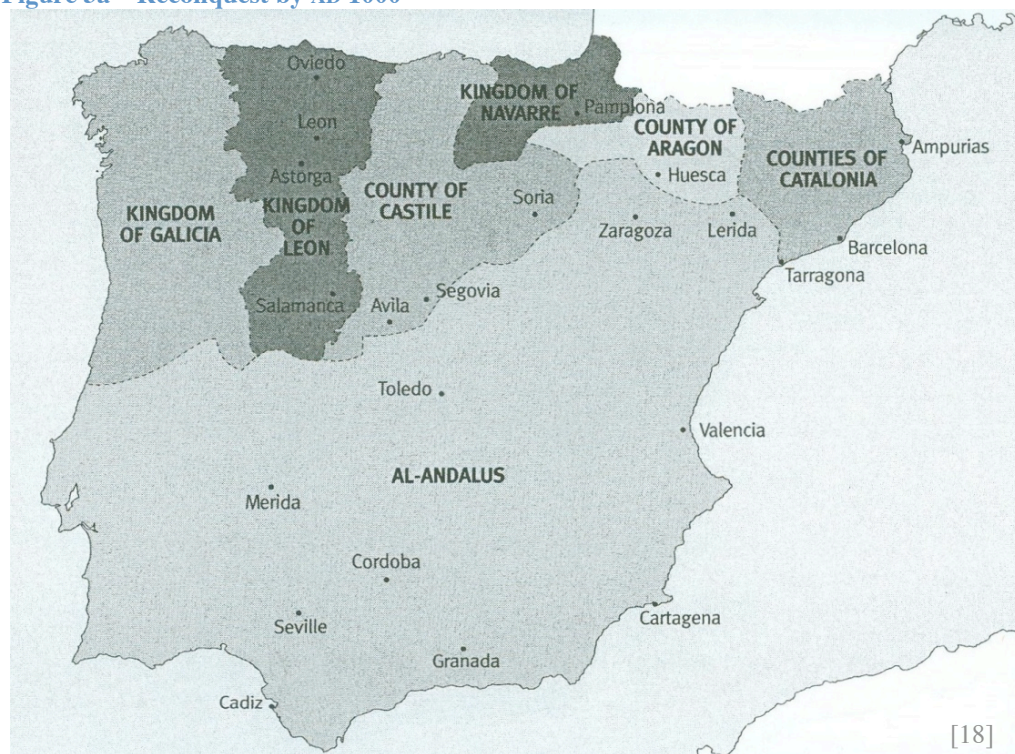 Figure
Reconquest by AD 1000
Oviedo
KINGDOM OF
NAVARRE
Pamplona
Leon
COUNTY OF
ARAGON
Ampurias
Astorga
Huesca
COUNTIES OF
CATALONIA
KINGDOM
OF GALICIA
KINGDOM
OF
LEON
COUNTY OF
CASTILE
Soria
Zaragoza
Lerida
Barcelona
Tarragona
Salamanca
Avila
Segovia
Toledo
Valencia
AL-ANDALUS
Merida
Cordoba
Seville
Cartagena
Granada
Cadiz
[18]